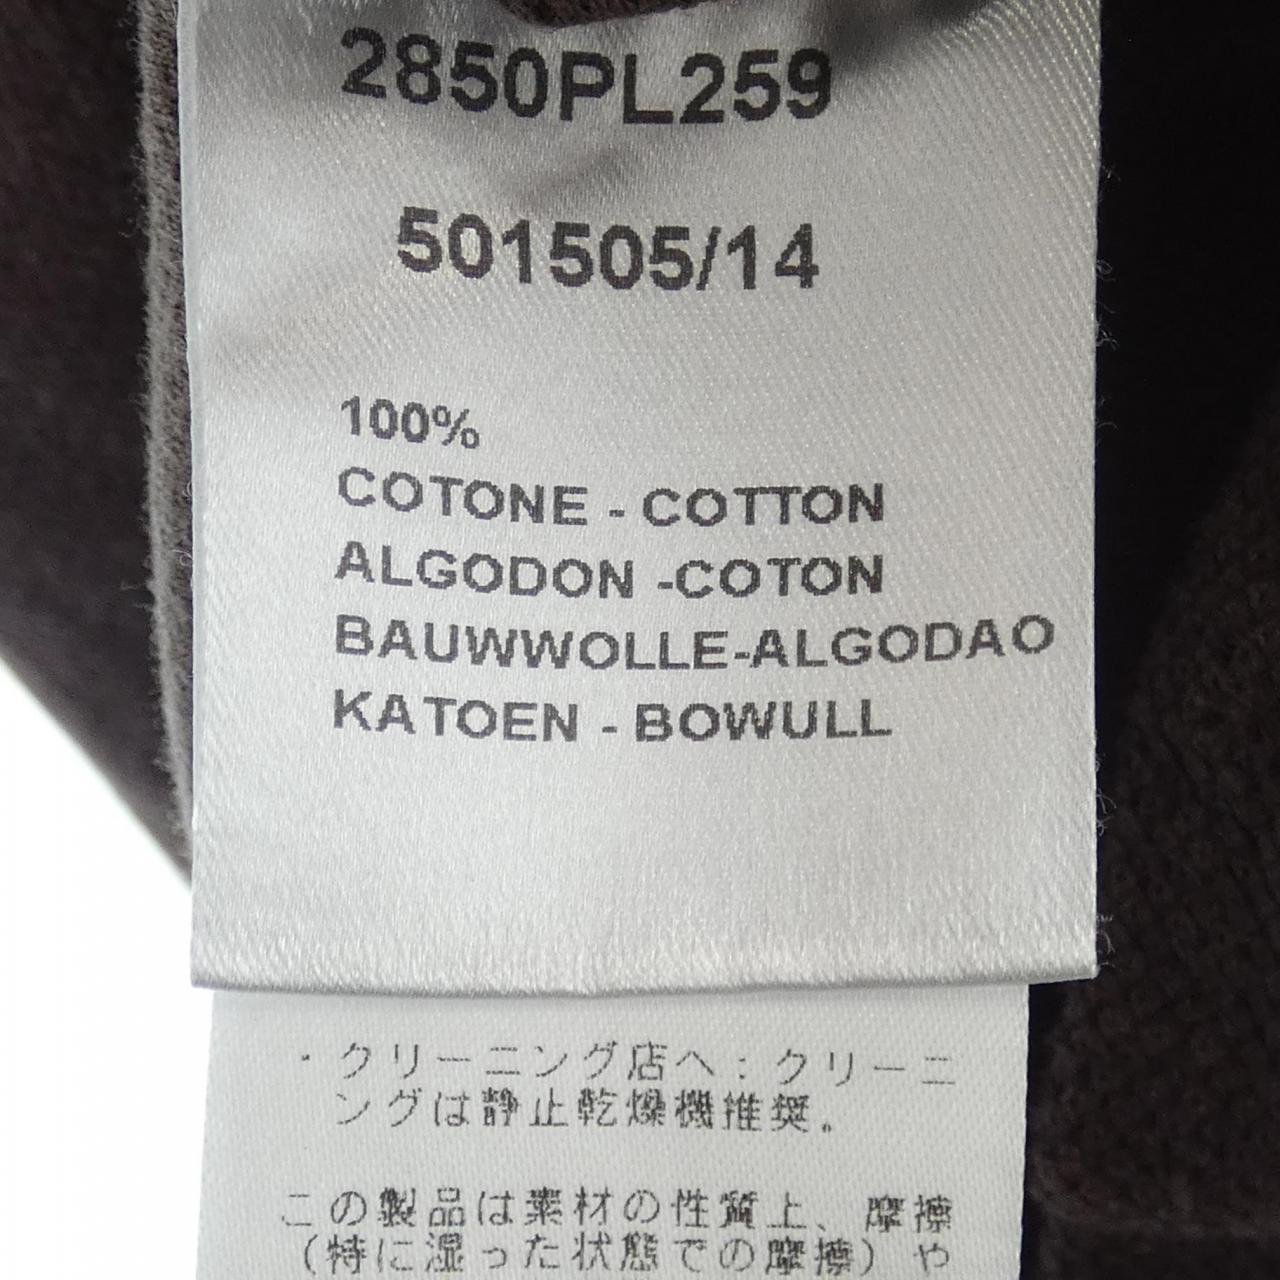 2850PL259
501505/14
100%
COTONE - COTTON
ALGODON -COTON
BAUWWOLLE-ALGODAO
KATOEN - BOWULL
・クリーニング店へ：クリーニ
ングは静止乾燥機推奨。
この製品は素材の性質上、摩擦
（特に湿った状態での摩擦）や